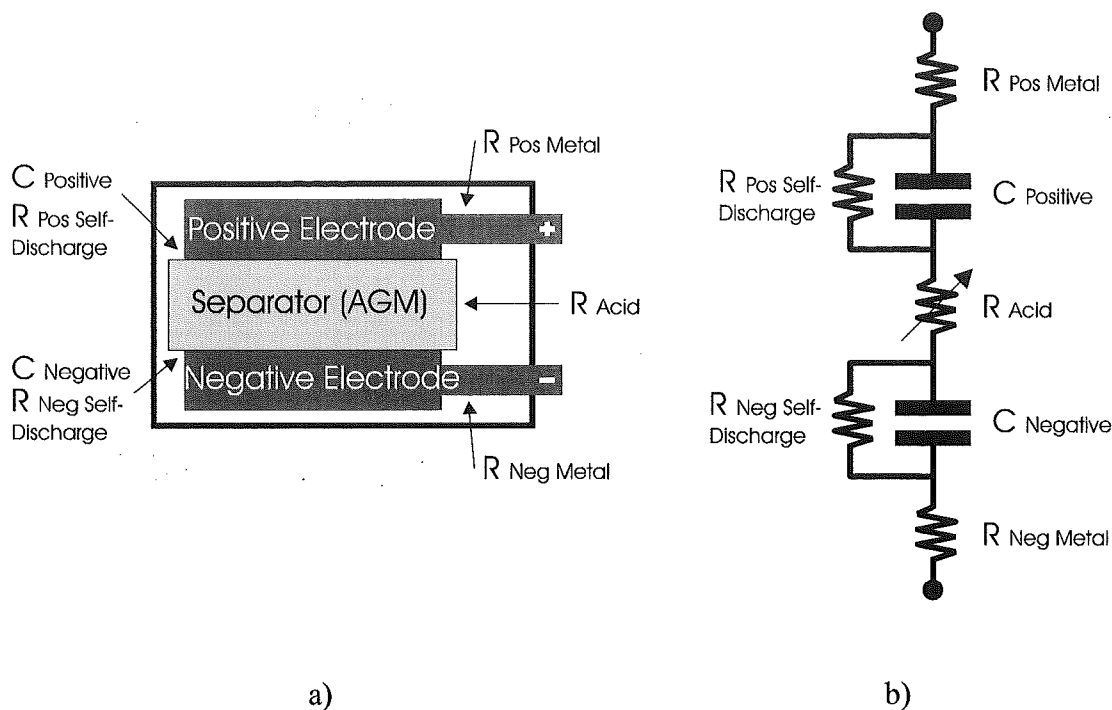 R Pos Metal
C Positive
R Pos Self-
Discharge
Positive Electrode +
Separator (AGM)
R Acid
C Negative
R Neg Self-
Discharge
Negative Electrode -
R Neg Metal
a)
R Pos Metal
R Pos Self-
Discharge
C Positive
R Acid
R Neg Self-
Discharge
C Negative
R Neg Metal
b)